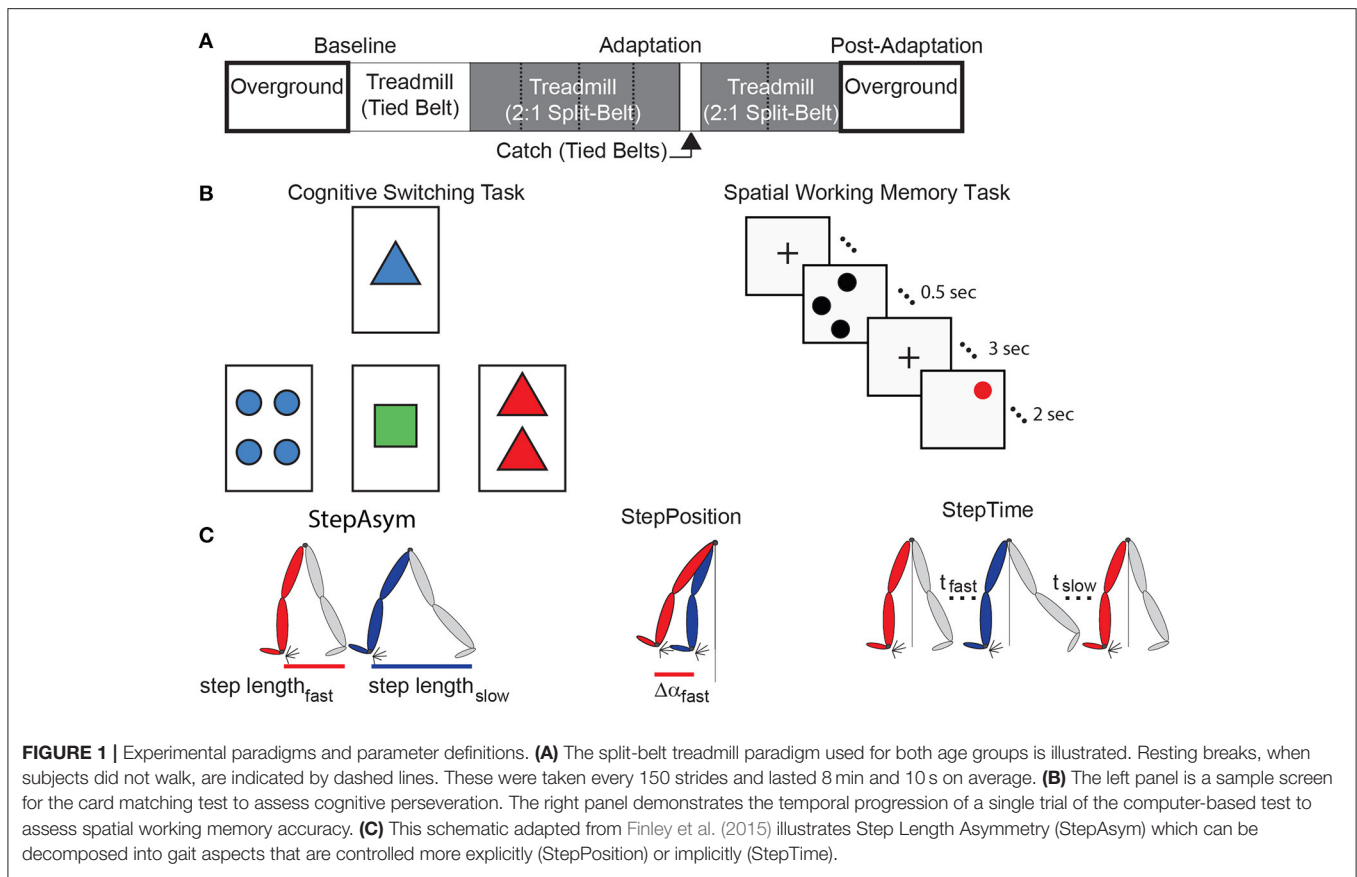 A
Baseline Adaptation Post-Adaptation
Overground Treadmill (Tied Belt) Treadmill (2:1 Split-Belt) Treadmill (2:1 Split-Belt) Overground
Catch (Tied Belts)
B
Cognitive Switching Task
Spatial Working Memory Task
0.5 sec
3 sec
2 sec
C
StepAsym
step length fast
step length slow
StepPosition
Δα fast
StepTime
t fast
t slow
FIGURE 1 | Experimental paradigms and parameter definitions. (A) The split-belt treadmill paradigm used for both age groups is illustrated. Resting breaks, when
subjects did not walk, are indicated by dashed lines. These were taken every 150 strides and lasted 8 min and 10 s on average. (B) The left panel is a sample screen
for the card matching test to assess cognitive perseveration. The right panel demonstrates the temporal progression of a single trial of the computer-based test to
assess spatial working memory accuracy. (C) This schematic adapted from Finley et al. (2015) illustrates Step Length Asymmetry (StepAsym) which can be
decomposed into gait aspects that are controlled more explicitly (StepPosition) or implicitly (StepTime).